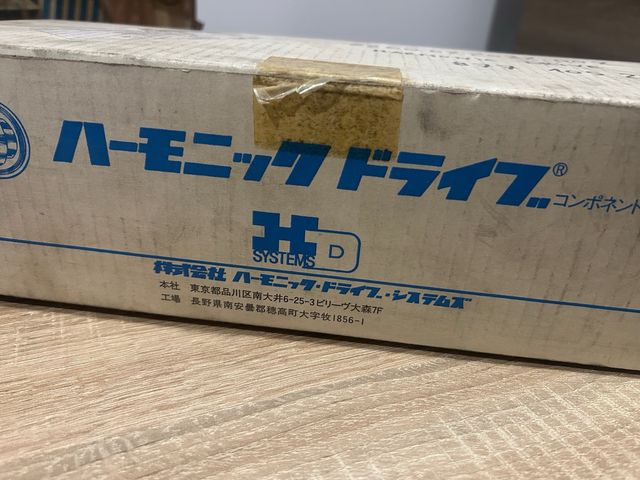 ハーモニック ドライブ® コンポネント
H D
SYSTEMS
株式会社 ハーモニック・ドライブ・システムズ
本社 東京都品川区南大井6-25-3ビリーヴ大森7F
工場 長野県南安曇郡穂高町大字牧1856-1